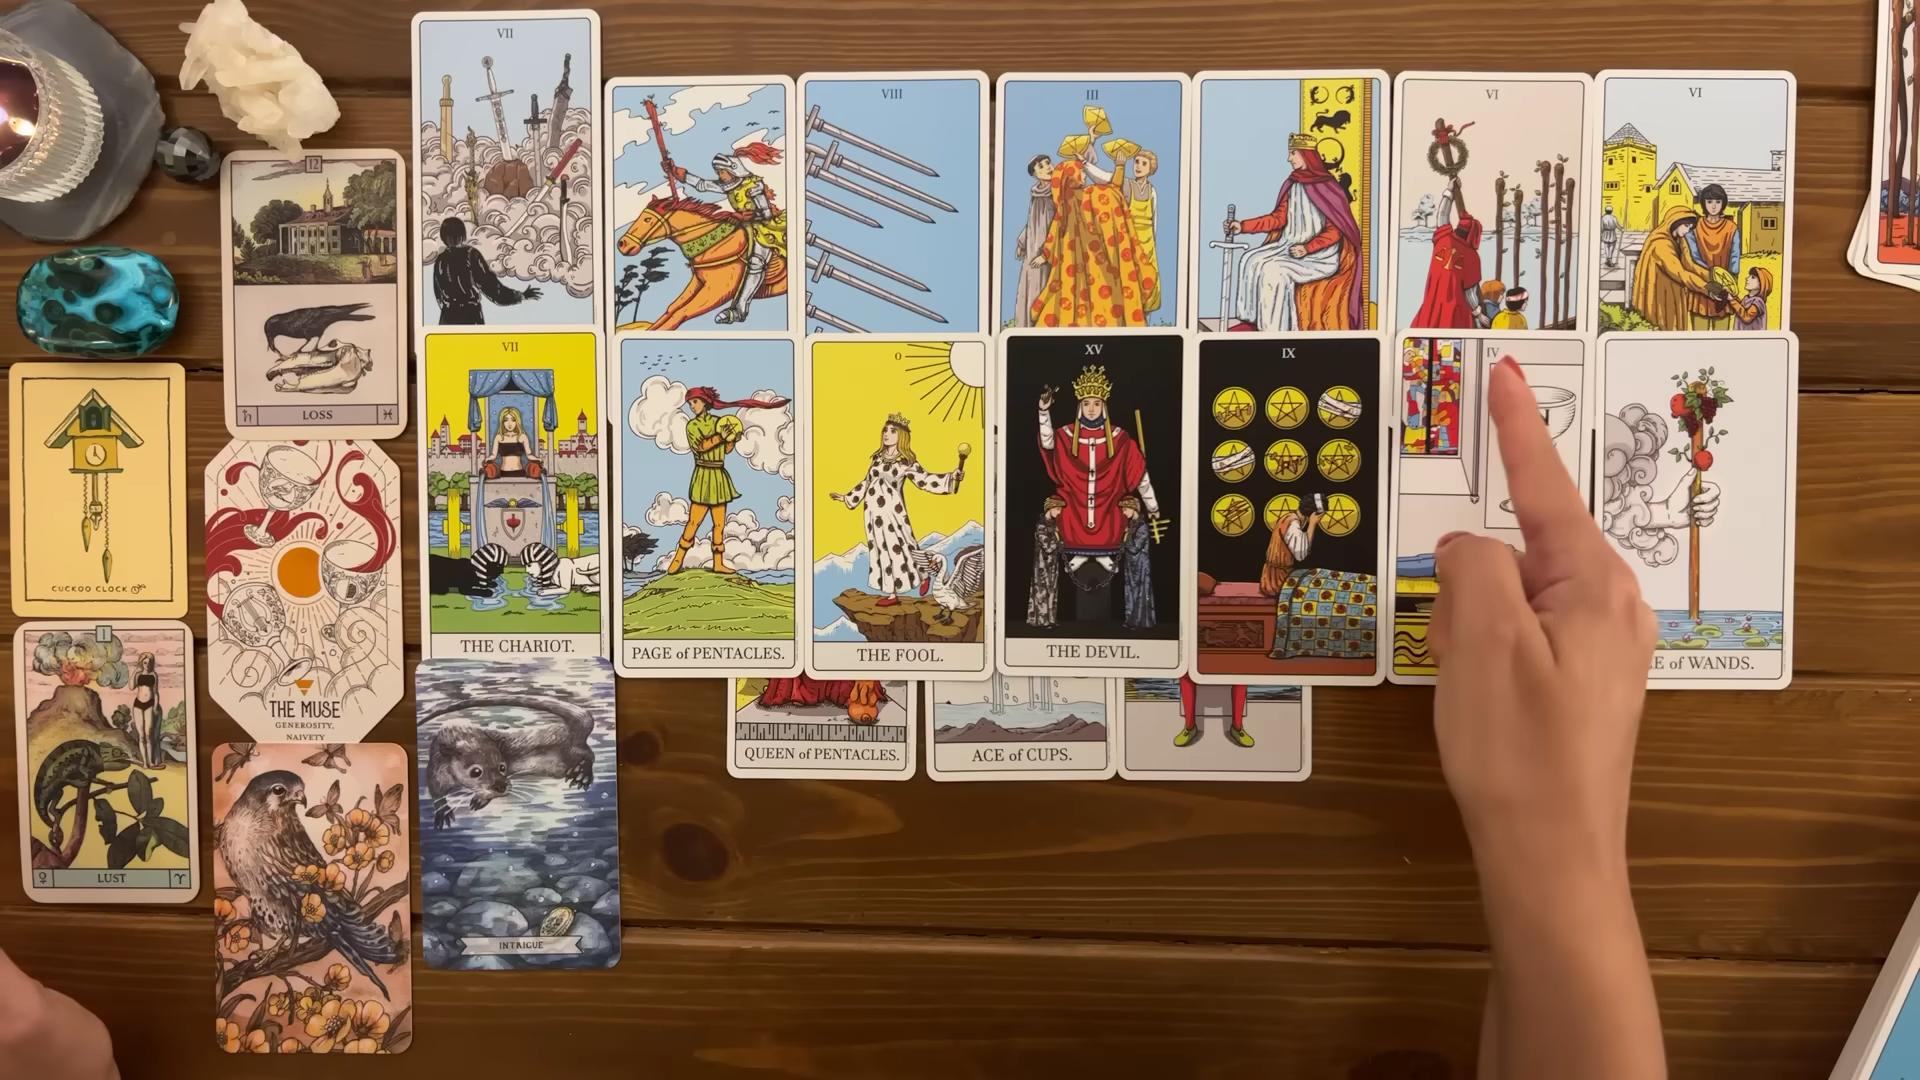 VII
VIII
III
VI
VI
12
LOSS
VII
THE CHARIOT.
PAGE of PENTACLES.
0
THE FOOL.
XV
THE DEVIL.
IX
IV
E of WANDS.
CUCKOO CLOCK
THE MUSE
GENEROSITY,
NAIVETY
QUEEN of PENTACLES.
ACE of CUPS.
1
LUST
INTRIGUE